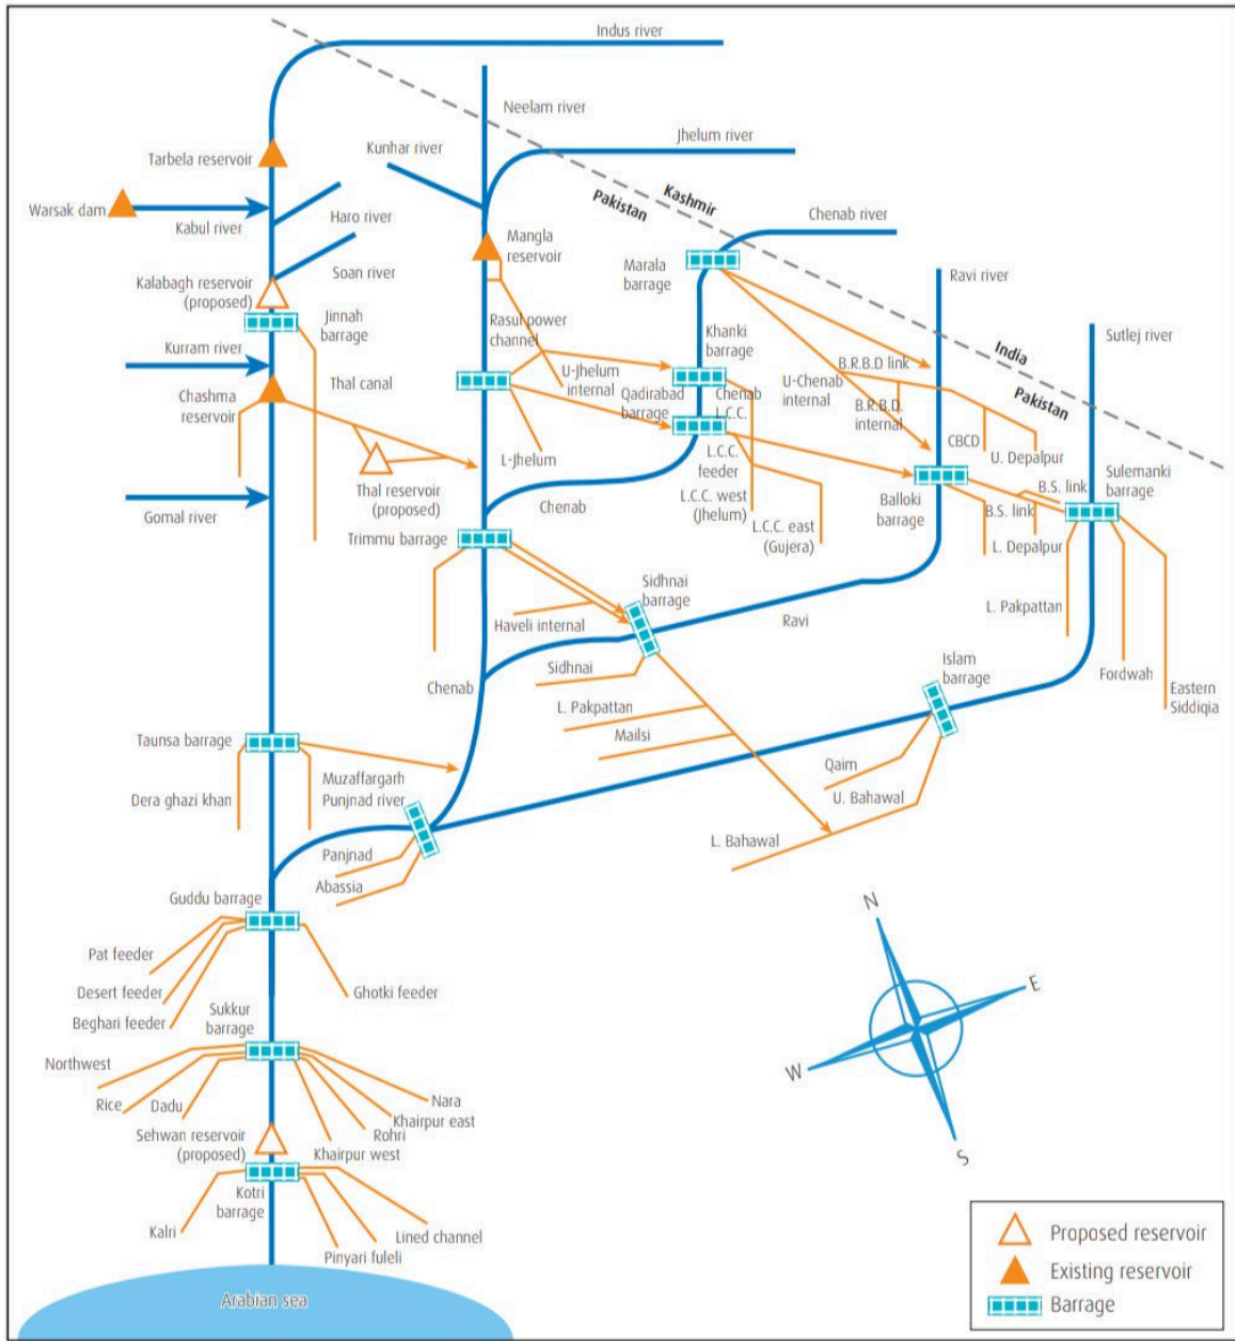 Indus river
Neelam river
Jhelum river
Kunhar river
Tarbela reservoir
Kashmir
Pakistan
Warsak dam
Kabul river
Haro river
Chenab river
Mangla
reservoir
Soan river
Marala
barrage
Ravi river
Kalabagh reservoir
(proposed)
Jinnah
barrage
Rasul power
channel
Khanki
barrage
Sutlej river
Kurram river
India
Pakistan
Thal canal
Chashma
reservoir
U-Jhelum
internal
Qadirabad
barrage
Chenab
L.C.C.
U-Chenab
internal
B.R.B.D link
B.R.B.D.
internal
CBCD
U. Depalpur
L-Jhelum
L.C.C.
feeder
Sulemanki
barrage
Thal reservoir
(proposed)
Gomal river
Chenab
L.C.C. west
(Jhelum)
L.C.C. east
(Gujera)
Balloki
barrage
B.S. link
B.S. link
L. Depalpur
Trimmu barrage
Sidhnai
barrage
Haveli internal
Ravi
L. Pakpattan
Sidhnai
Chenab
Islam
barrage
Fordwah
Eastern
Siddiqia
L. Pakpattan
Mailsi
Taunsa barrage
Qaim
U. Bahawal
Muzaffargarh
Punjnad river
Dera ghazi khan
L. Bahawal
Panjnad
Abassia
Guddu barrage
Pat feeder
Desert feeder
Beghari feeder
Ghotki feeder
Sukkur
barrage
Northwest
Rice
Dadu
Nara
Khairpur east
Rohri
Khairpur west
Sehwan reservoir
(proposed)
Kotri
barrage
Kalri
Lined channel
Pinyari fuleli
Arabian sea
N
E
W
S
Proposed reservoir
Existing reservoir
Barrage